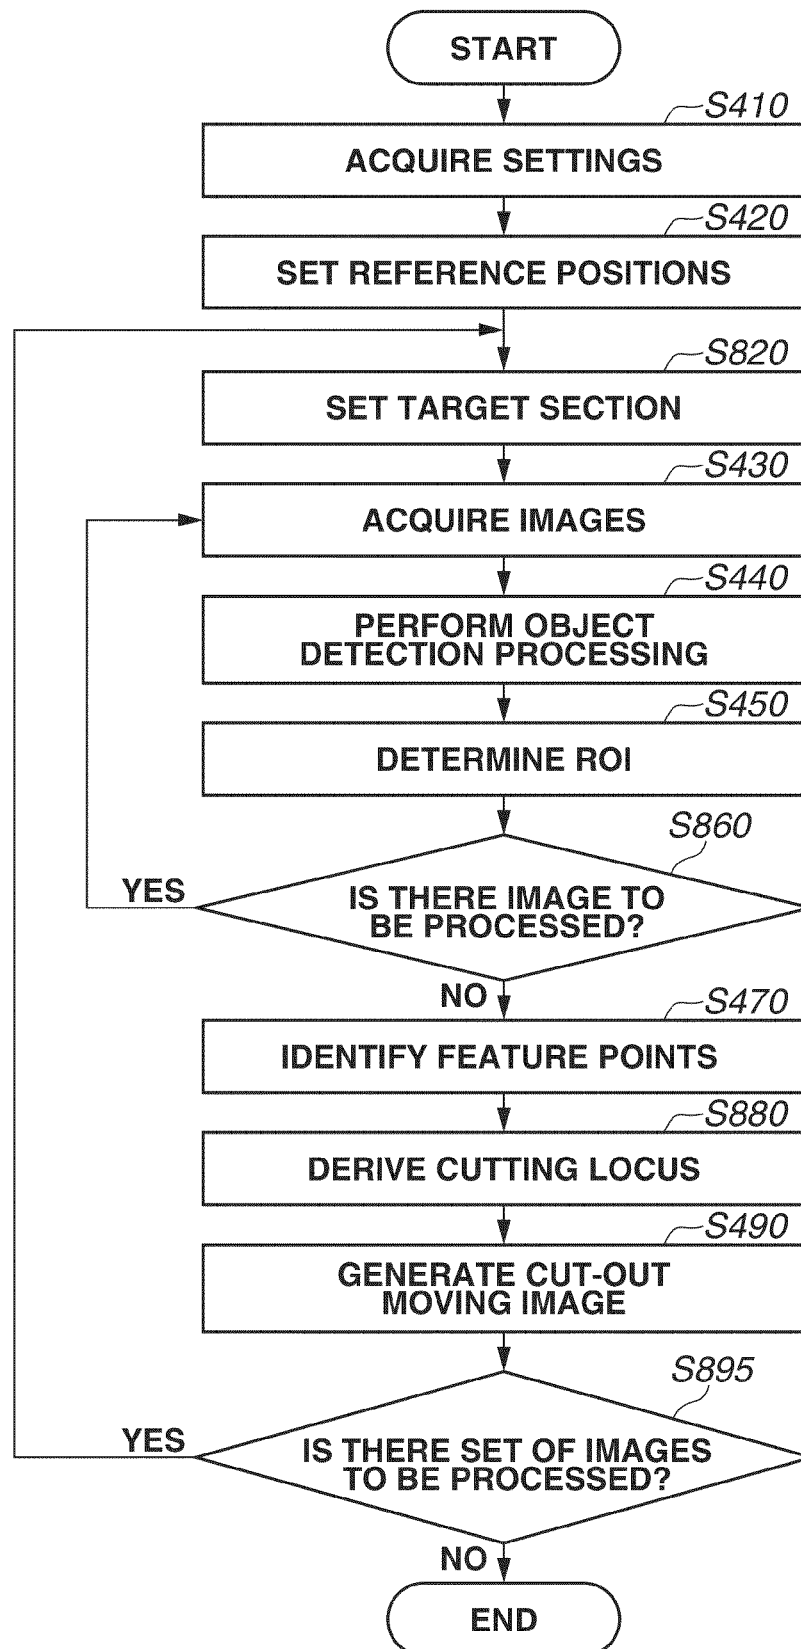 START
S410
ACQUIRE SETTINGS
S420
SET REFERENCE POSITIONS
S820
SET TARGET SECTION
S430
ACQUIRE IMAGES
S440
PERFORM OBJECT
DETECTION PROCESSING
S450
DETERMINE ROI
S860
YES
IS THERE IMAGE TO
BE PROCESSED?
NO
S470
IDENTIFY FEATURE POINTS
S880
DERIVE CUTTING LOCUS
S490
GENERATE CUT-OUT
MOVING IMAGE
S895
YES
IS THERE SET OF IMAGES
TO BE PROCESSED?
NO
END